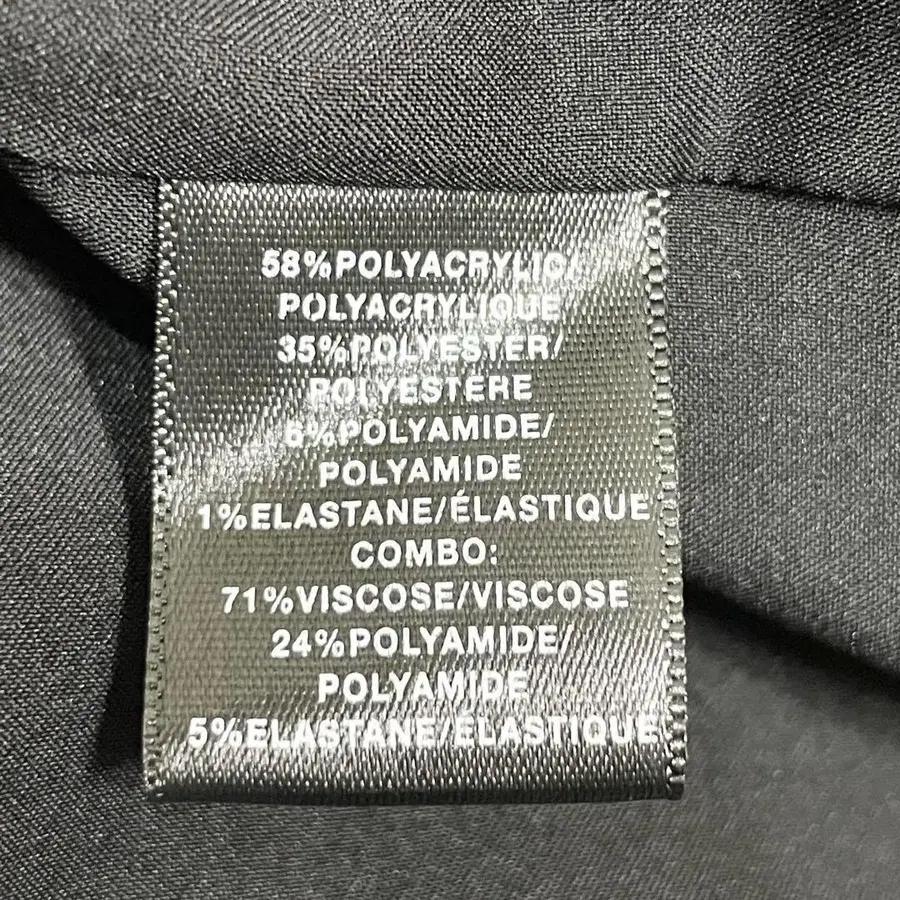 58%POLYACRYLIC/
POLYACRYLIQUE
35%POLYESTER/
POLYESTERE
6%POLYAMIDE/
POLYAMIDE
1%ELASTANE/ÉLASTIQUE
COMBO:
71%VISCOSE/VISCOSE
24%POLYAMIDE/
POLYAMIDE
5%ELASTANE/ÉLASTIQUE